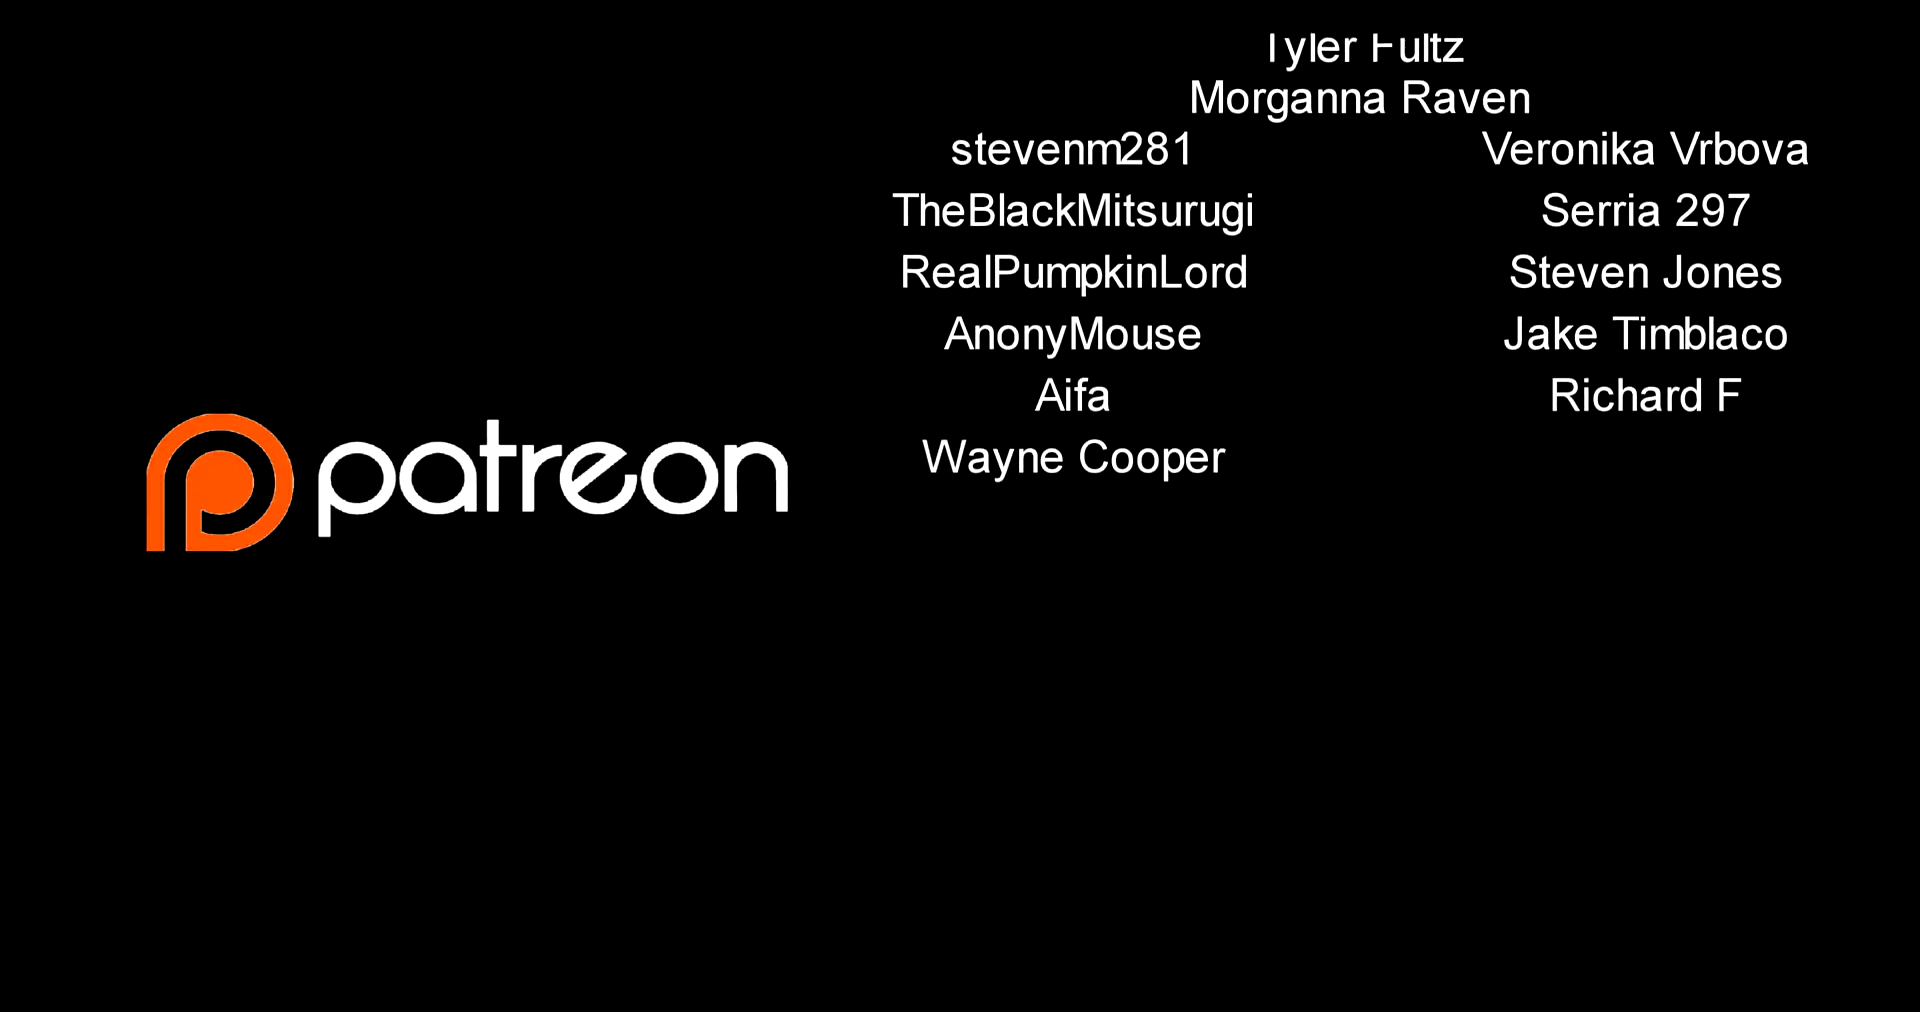 Tyler Fultz
Morganna Raven
stevenm281
Veronika Vrbova
TheBlackMitsurugi
Serria 297
RealPumpkinLord
Steven Jones
AnonyMouse
Jake Timblaco
Aifa
Richard F
Wayne Cooper
patreon